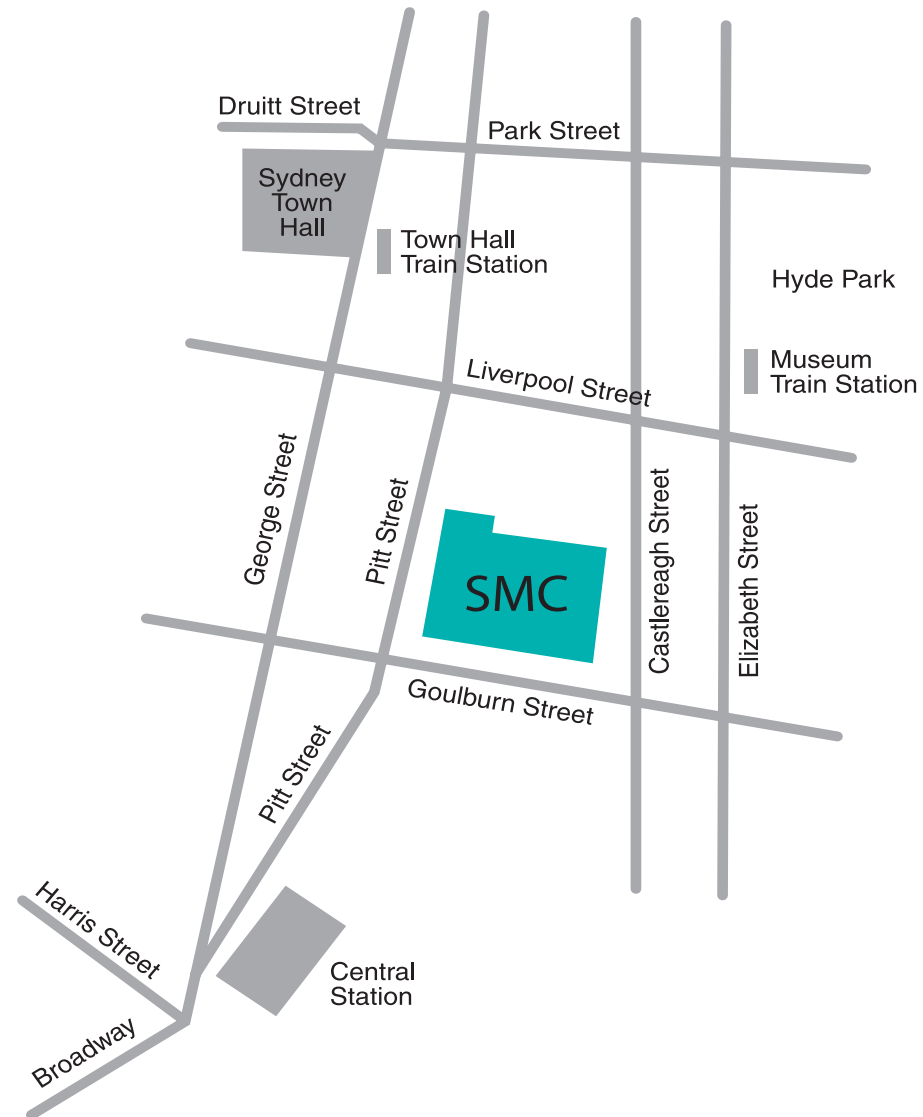 Druitt Street
Park Street
Sydney
Town
Hall
Town Hall
Train Station
Hyde Park
Museum
Train Station
Liverpool Street
George Street
Pitt Street
SMC
Castlereagh Street
Elizabeth Street
Goulburn Street
Pitt Street
Harris Street
Central
Station
Broadway